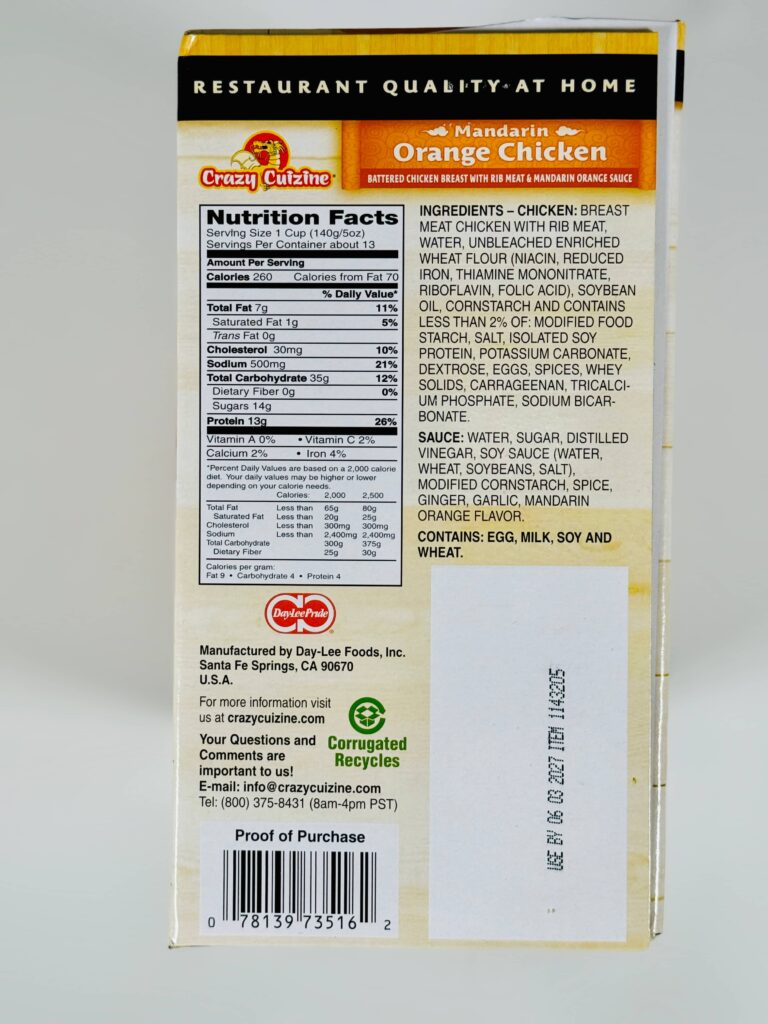 RESTAURANT QUALITY AT HOME
Crazy Cuizine
Mandarin
Orange Chicken
BATTERED CHICKEN BREAST WITH RIB MEAT & MANDARIN ORANGE SAUCE
Nutrition Facts
Serving Size 1 Cup (140g/5oz)
Servings Per Container about 13
Amount Per Serving
Calories 260 Calories from Fat 70
% Daily Value*
Total Fat 7g 11%
Saturated Fat 1g 5%
Trans Fat 0g
Cholesterol 30mg 10%
Sodium 500mg 21%
Total Carbohydrate 35g 12%
Dietary Fiber 0g 0%
Sugars 14g
Protein 13g 26%
Vitamin A 0% • Vitamin C 2%
Calcium 2% • Iron 4%
*Percent Daily Values are based on a 2,000 calorie
diet. Your daily values may be higher or lower
depending on your calorie needs.
Calories: 2,000 2,500
Total Fat Less than 65g 80g
Saturated Fat Less than 20g 25g
Cholesterol Less than 300mg 300mg
Sodium Less than 2,400mg 2,400mg
Total Carbohydrate 300g 375g
Dietary Fiber 25g 30g
Calories per gram:
Fat 9 • Carbohydrate 4 • Protein 4
INGREDIENTS – CHICKEN: BREAST
MEAT CHICKEN WITH RIB MEAT,
WATER, UNBLEACHED ENRICHED
WHEAT FLOUR (NIACIN, REDUCED
IRON, THIAMINE MONONITRATE,
RIBOFLAVIN, FOLIC ACID), SOYBEAN
OIL, CORNSTARCH AND CONTAINS
LESS THAN 2% OF: MODIFIED FOOD
STARCH, SALT, ISOLATED SOY
PROTEIN, POTASSIUM CARBONATE,
DEXTROSE, EGGS, SPICES, WHEY
SOLIDS, CARRAGEENAN, TRICALCI-
UM PHOSPHATE, SODIUM BICAR-
BONATE.
SAUCE: WATER, SUGAR, DISTILLED
VINEGAR, SOY SAUCE (WATER,
WHEAT, SOYBEANS, SALT),
MODIFIED CORNSTARCH, SPICE,
GINGER, GARLIC, MANDARIN
ORANGE FLAVOR.
CONTAINS: EGG, MILK, SOY AND
WHEAT.
Day-Lee Pride
Manufactured by Day-Lee Foods, Inc.
Santa Fe Springs, CA 90670
U.S.A.
For more information visit
us at crazycuizine.com
Your Questions and
Comments are
important to us!
E-mail: info@crazycuizine.com
Tel: (800) 375-8431 (8am-4pm PST)
Corrugated
Recycles
Proof of Purchase
0 78139 73516 2
USE BY 06 03 2027 ITEM 1143205